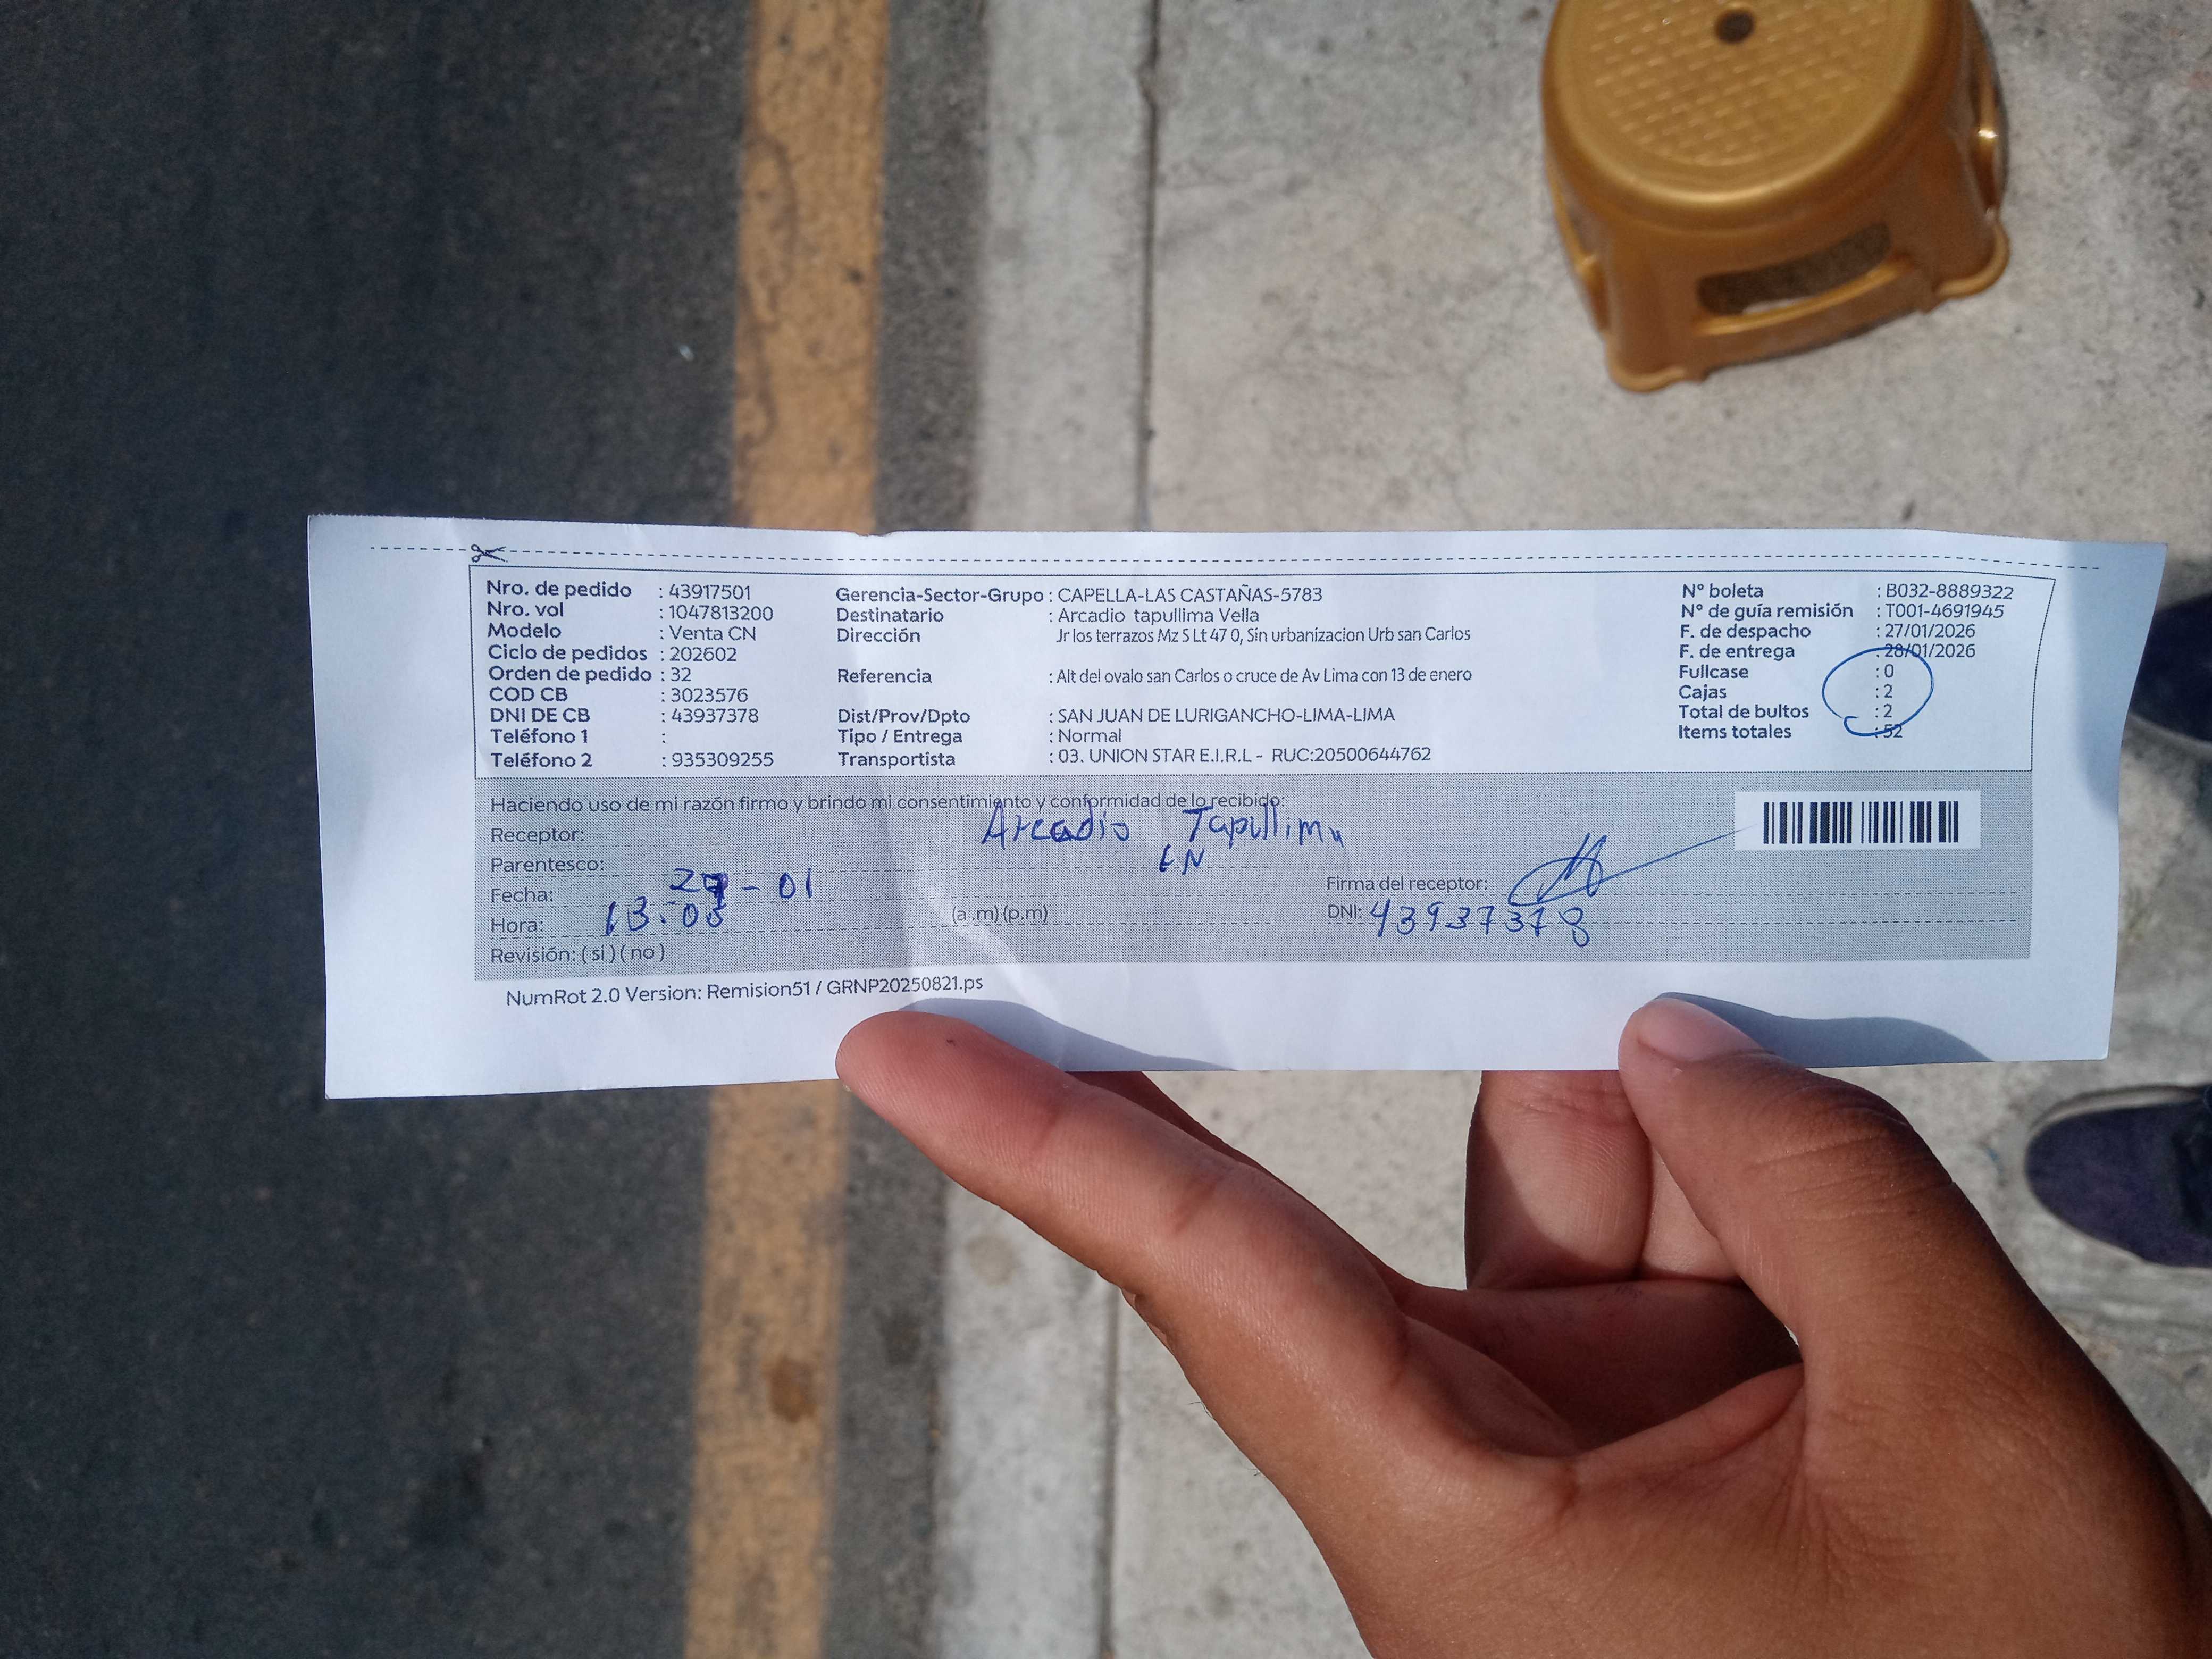 Nro. de pedido : 43917501
Nro. vol : 1047813200
Modelo : Venta CN
Ciclo de pedidos : 202602
Orden de pedido : 32
COD CB : 3023576
DNI DE CB : 43937378
Teléfono 1 :
Teléfono 2 : 935309255
Gerencia-Sector-Grupo : CAPELLA-LAS CASTAÑAS-5783
Destinatario : Arcadio tapullima Vella
Dirección Jr los terrazos Mz S Lt 47 0, Sin urbanizacion Urb san Carlos
Referencia : Alt del ovalo san Carlos o cruce de Av Lima con 13 de enero
Dist/Prov/Dpto : SAN JUAN DE LURIGANCHO-LIMA-LIMA
Tipo / Entrega : Normal
Transportista : 03. UNION STAR E.I.R.L - RUC:20500644762
N° boleta : B032-8889322
N° de guía remisión : T001-4691945
F. de despacho : 27/01/2026
F. de entrega : 28/01/2026
Fullcase : 0
Cajas : 2
Total de bultos : 2
Items totales : 52
Haciendo uso de mi razón firmo y brindo mi consentimiento y conformidad de lo recibido:
Receptor: Arcadio Tapullima
Parentesco:
Fecha: - 01
Firma del receptor:
Hora: 13:05 (a .m) (p.m)
DNI: 43937378
Revisión: ( si ) ( no )
NumRot 2.0 Version: Remision51 / GRNP20250821.ps